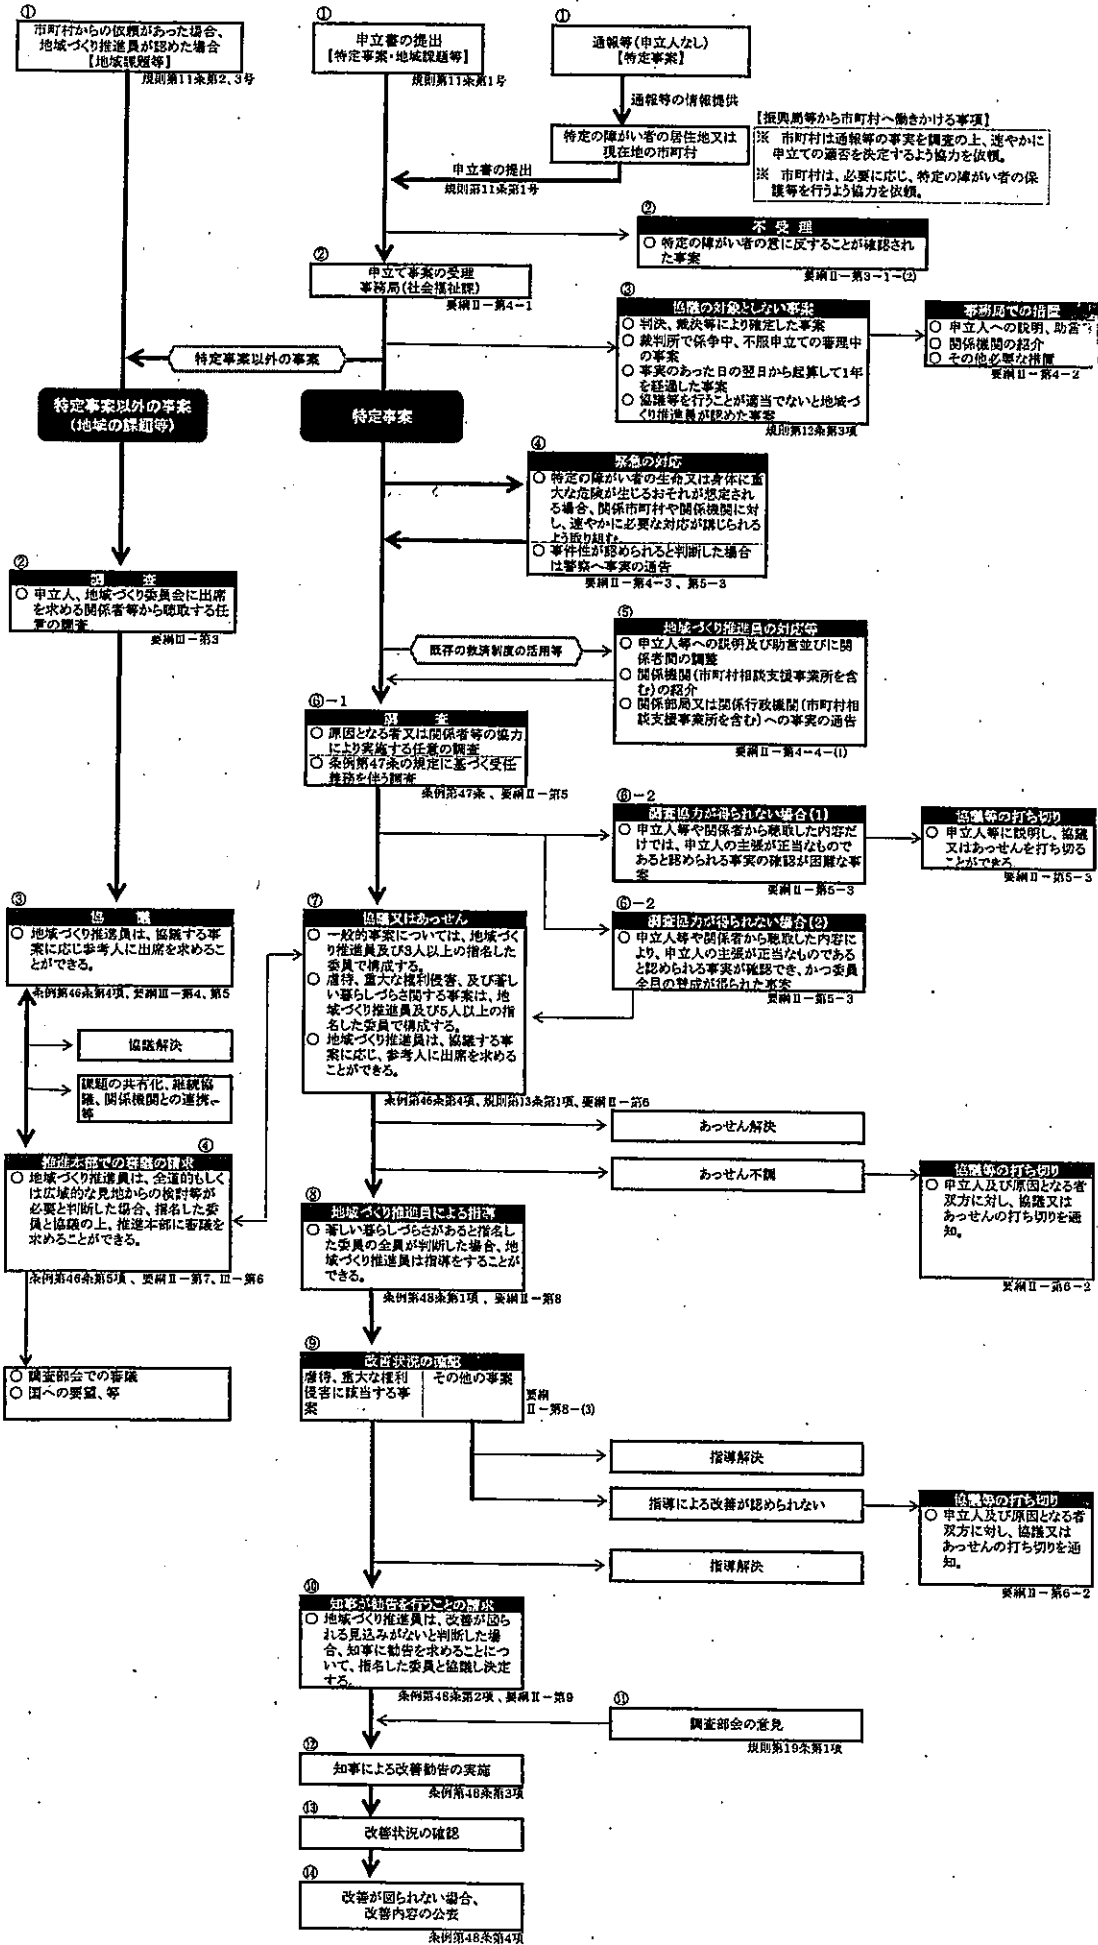 ①
市町村からの依頼があった場合、
地域づくり推進員が認めた場合
【地域課題等】
規則第11条第2、3号
①
申立書の提出
【特定事案・地域課題等】
規則第11条第1号
①
通報等(申立人なし)
【特定事案】
通報等の情報提供
特定の障がい者の居住地又は
現在地の市町村
【振興局等から市町村へ働きかける事項】
※ 市町村は通報等の事実を調査の上、速やかに
申立ての適否を決定するよう協力を依頼。
※ 市町村は、必要に応じ、特定の障がい者の保
護等を行うよう協力を依頼。
申立書の提出
規則第11条第1号
②
不 受 理
○ 特定の障がい者の意に反することが確認され
た事案
要綱Ⅱ－第3－1－(2)
②
申立て事案の受理
事務局(社会福祉課)
要綱Ⅱ－第4－1
③
協議の対象としない事案
○ 判決、裁決等により確定した事案
○ 裁判所で係争中、不服申立ての審理中
の事案
○ 事実のあった日の翌日から起算して1年
を経過した事案
○ 協議等を行うことが適当でないと地域づ
くり推進員が認めた事案
規則第12条第3項
事務局での措置
○ 申立人への説明、助言
○ 関係機関の紹介
○ その他必要な措置
要綱Ⅱ－第4－2
特定事案以外の事案
特定事案以外の事案
(地域の課題等)
特定事案
④
緊急の対応
○ 特定の障がい者の生命又は身体に重
大な危険が生じるおそれが想定され
る場合、関係市町村や関係機関に対
し、速やかに必要な対応が講じられる
よう取り組む。
○ 事件性が認められると判断した場合
は警察へ事実の通告
要綱Ⅱ－第4－3 、第5－3
②
調 査
○ 申立人、地域づくり委員会に出席
を求める関係者等から聴取する任
意の調査
要綱Ⅲ－第3
既存の救済制度の活用等
⑤
地域づくり推進員の対応等
○ 申立人等への説明及び助言並びに関
係者間の調整
○ 関係機関(市町村相談支援事業所を含
む)の紹介
○ 関係部局又は関係行政機関(市町村相
談支援事業所を含む)への事実の通告
要綱Ⅱ－第4－4－(1)
⑥－1
調 査
○ 原因となる者又は関係者等の協力
により実施する任意の調査
○ 条例第47条の規定に基づく受任
義務を伴う調査
条例第47条 、要綱Ⅱ－第5
⑥－2
調査協力が得られない場合(1)
○ 申立人等や関係者から聴取した内容だ
けでは、申立人の主張が正当なもので
あると認められる事実の確認が困難な事
案
要綱Ⅱ－第5－3
協議等の打ち切り
○ 申立人等に説明し、協議
又はあっせんを打ち切る
ことができる
要綱Ⅱ－第5－3
⑥－2
調査協力が得られない場合(2)
○ 申立人等や関係者から聴取した内容に
より、申立人の主張が正当なものである
と認められる事実が確認でき、かつ委員
全員の賛成が得られた事案
要綱Ⅱ－第5－3
③
協 議
○ 地域づくり推進員は、協議する事
案に応じ参考人に出席を求めるこ
とができる。
条例第46条第4項、要綱Ⅲ－第4、第5
⑦
協議又はあっせん
○ 一般的事案については、地域づく
り推進員及び3人以上の指名した
委員で構成する。
○ 虐待、重大な権利侵害、及び著し
い暮らしづらさ関する事案は、地
域づくり推進員及び5人以上の指
名した委員で構成する。
○ 地域づくり推進員は、協議する事
案に応じ、参考人に出席を求める
ことができる。
条例第46条第4項、規則第13条第1項、要綱Ⅱ－第6
協議解決
課題の共有化、継続協
議、関係機関との連携、
等
④
推進本部での審議の請求
○ 地域づくり推進員は、全道的もしく
は広域的な見地からの検討等が
必要と判断した場合、指名した委
員と協議の上、推進本部に審議を
求めることができる。
条例第46条第5項 、要綱Ⅱ－第7、Ⅲ－第6
○ 調査部会での審議
○ 国への要望、等
あっせん解決
あっせん不調
協議等の打ち切り
○ 申立人及び原因となる者
双方に対し、協議又は
あっせんの打ち切りを通
知。
要綱Ⅱ－第6－2
⑧
地域づくり推進員による指導
○ 著しい暮らしづらさがあると指名し
た委員の全員が判断した場合、地
域づくり推進員は指導をすることが
できる。
条例第48条第1項 、要綱Ⅱ－第8
⑨
改善状況の確認
虐待、重大な権利
侵害に該当する事
案
その他の事案
要綱
Ⅱ－第8－(3)
指導解決
指導による改善が認められない
協議等の打ち切り
○ 申立人及び原因となる者
双方に対し、協議又は
あっせんの打ち切りを通
知。
要綱Ⅱ－第6－2
指導解決
⑩
知事が勧告を行うことの請求
○ 地域づくり推進員は、改善が図ら
れる見込みがないと判断した場
合、知事に勧告を求めることにつ
いて、指名した委員と協議し決定
する。
条例第48条第2項 、要綱Ⅱ－第9
⑪
調査部会の意見
規則第19条第1項
⑫
知事による改善勧告の実施
条例第48条第3項
⑬
改善状況の確認
⑭
改善が図られない場合、
改善内容の公表
条例第48条第4項